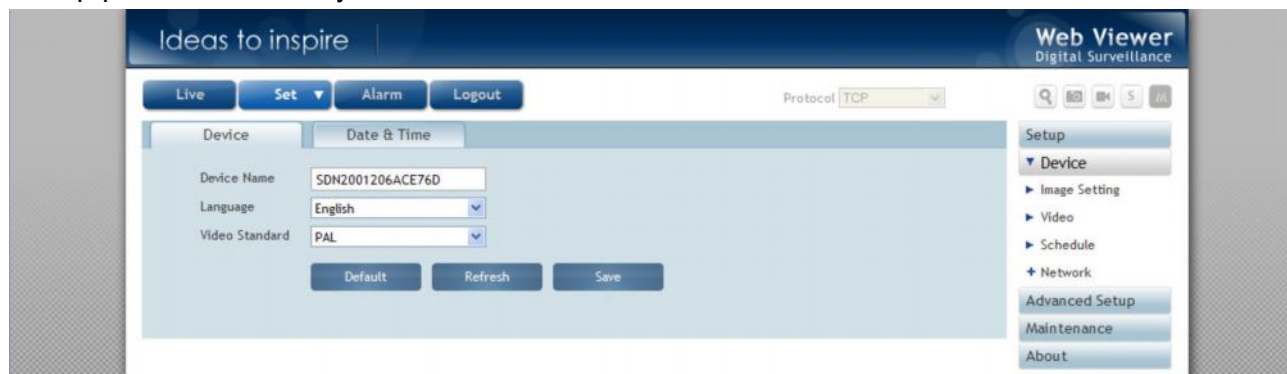 Ideas to inspire
Web Viewer
Digital Surveillance
Live Set Alarm Logout
Protocol TCP
S M
Device Date & Time
Device Name SDN2001206ACE76D
Language English
Video Standard PAL
Default Refresh Save
Setup
Device
Image Setting
Video
Schedule
Network
Advanced Setup
Maintenance
About